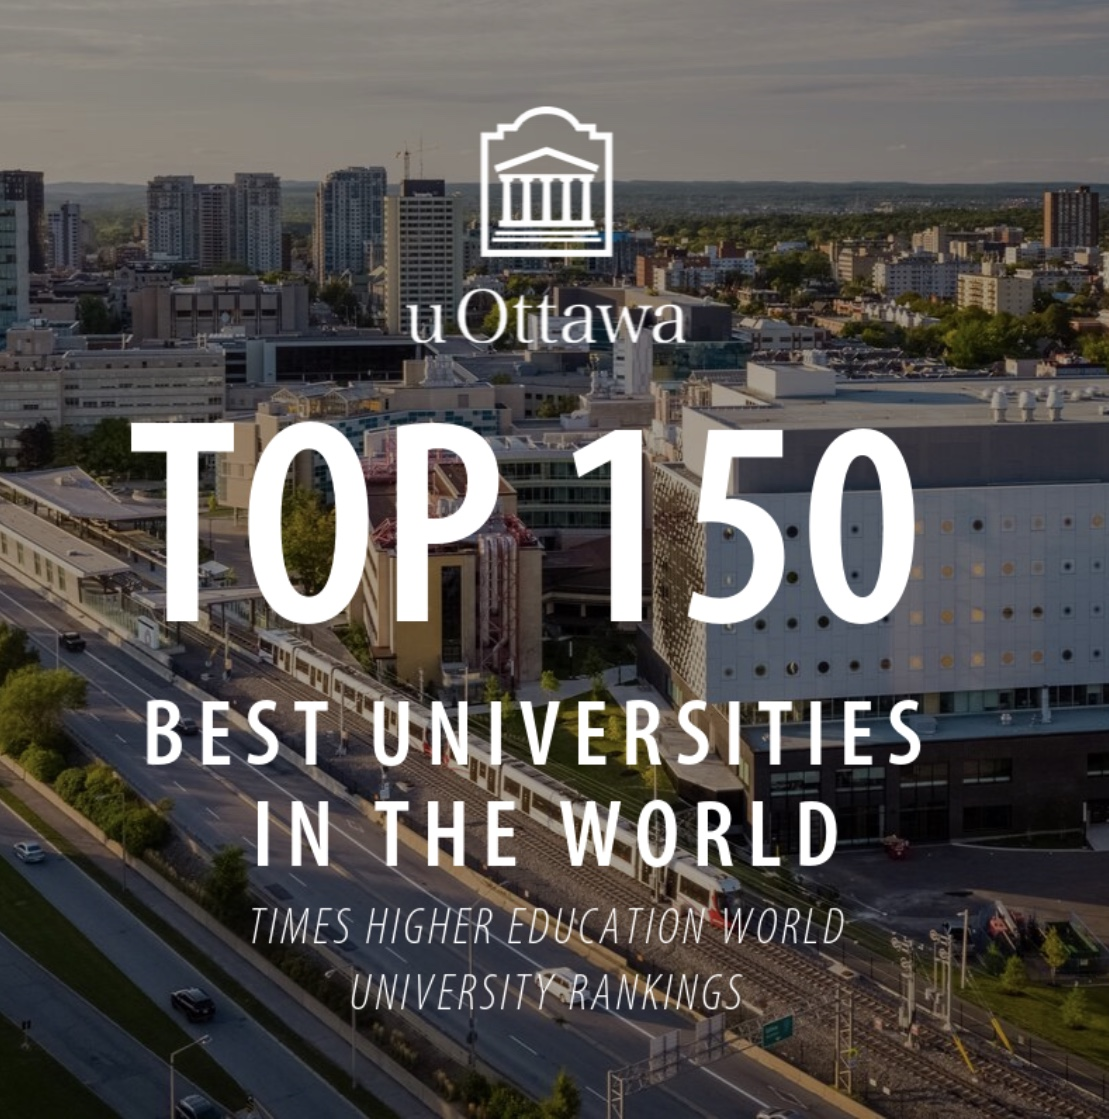 uOttawa
TOP 150
BEST UNIVERSITIES
IN THE WORLD
TIMES HIGHER EDUCATION WORLD
UNIVERSITY RANKINGS